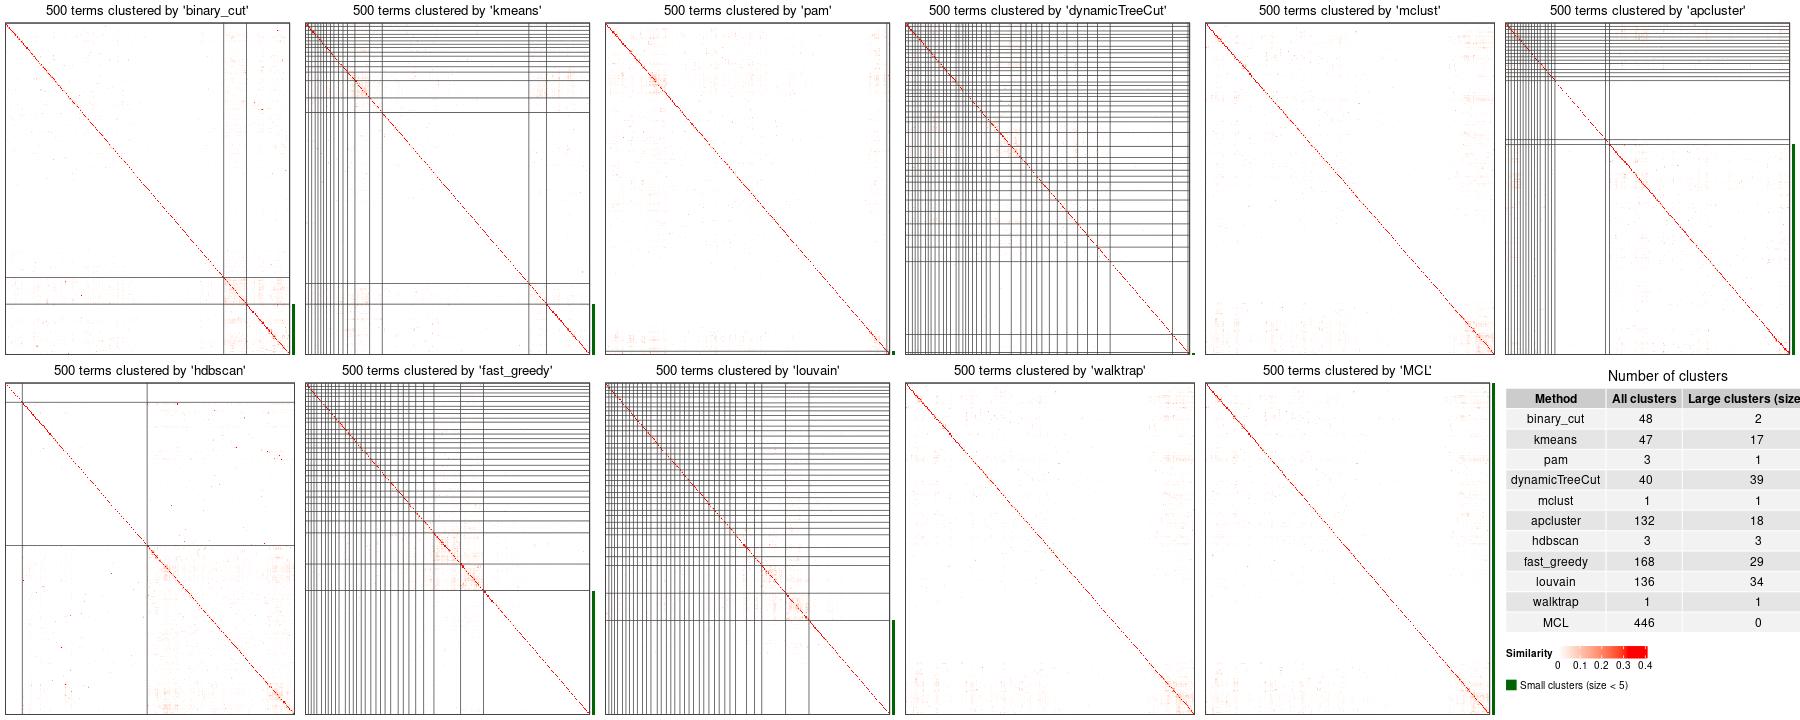 500 terms clustered by 'binary_cut'
500 terms clustered by 'kmeans'
500 terms clustered by 'pam'
500 terms clustered by 'dynamicTreeCut'
500 terms clustered by 'mclust'
500 terms clustered by 'apcluster'
500 terms clustered by 'hdbscan'
500 terms clustered by 'fast_greedy'
500 terms clustered by 'louvain'
500 terms clustered by 'walktrap'
500 terms clustered by 'MCL'
Number of clusters
Method All clusters Large clusters (size
binary_cut 48 2
kmeans 47 17
pam 3 1
dynamicTreeCut 40 39
mclust 1 1
apcluster 132 18
hdbscan 3 3
fast_greedy 168 29
louvain 136 34
walktrap 1 1
MCL 446 0
Similarity
0 0.1 0.2 0.3 0.4
Small clusters (size < 5)